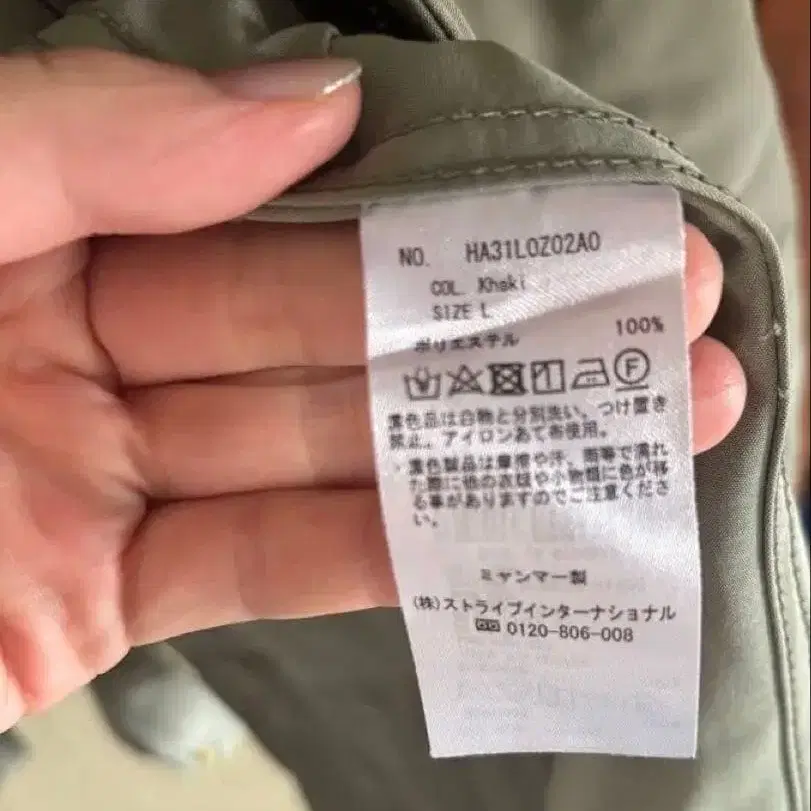 NO. HA31L0Z02A0
COL. Khaki
SIZE L
ポリエステル 100%
F
濃色品は白物と分別洗い。つけ置き
禁止。アイロンあて布使用。
・濃色製品は摩擦や汗、雨等で濡れ
た際に他の衣類や小物類に色が移
る事がありますのでご注意くださ
い。
ミャンマー製
(株)ストライプインターナショナル
0120-806-008